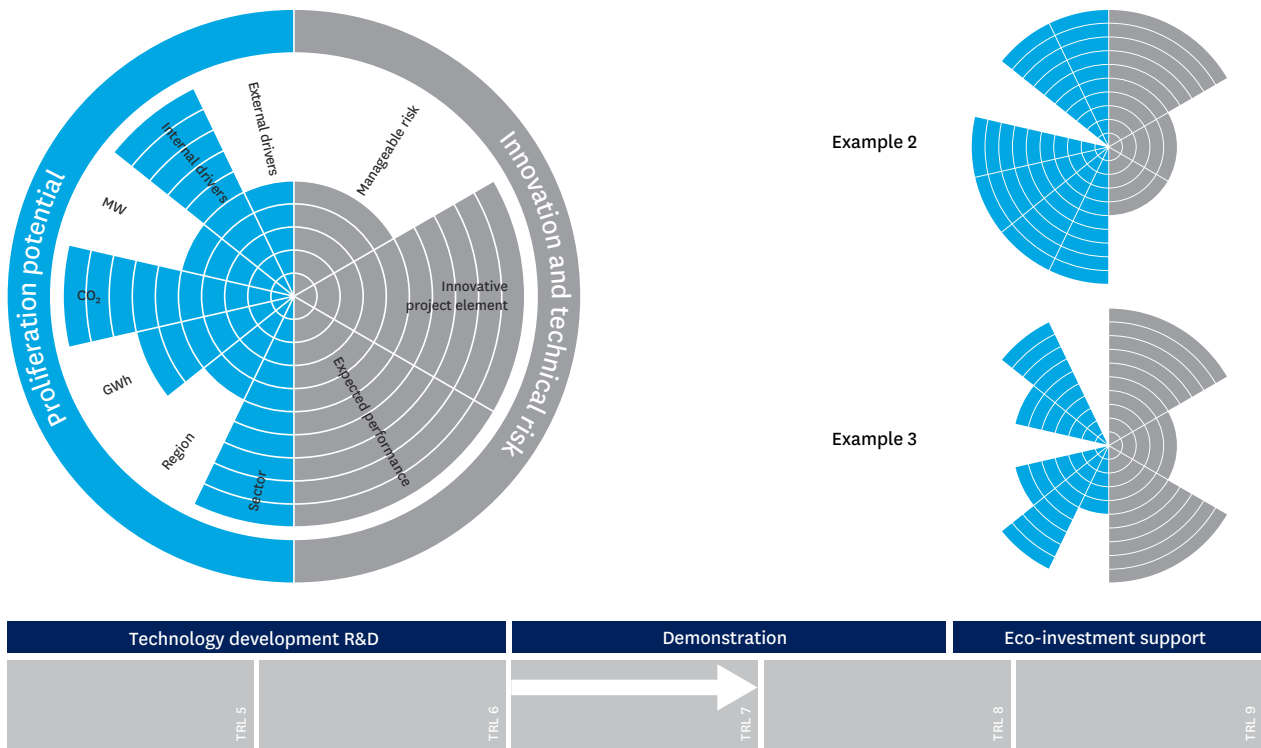 Proliferation potential
Innovation and technical risk
External drivers
Manageable risk
Internal drivers
MW
CO₂
Innovative
project element
GWh
Expected performance
Region
Sector
Example 2
Example 3
Technology development R&D
Demonstration
Eco-investment support
TRL 5
TRL 6
TRL 7
TRL 8
TRL 9